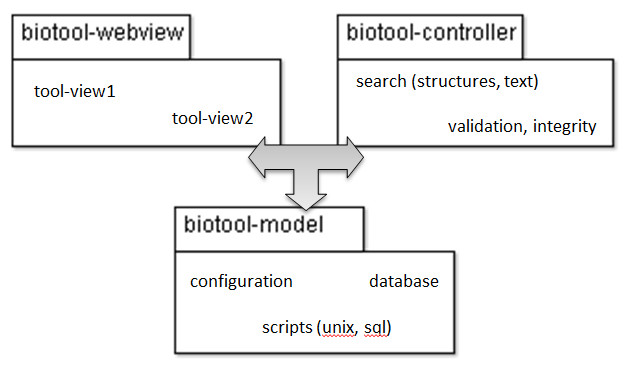 biotool-webview
tool-view1
tool-view2
biotool-controller
search (structures, text)
validation, integrity
biotool-model
configuration
database
scripts (unix, sql)